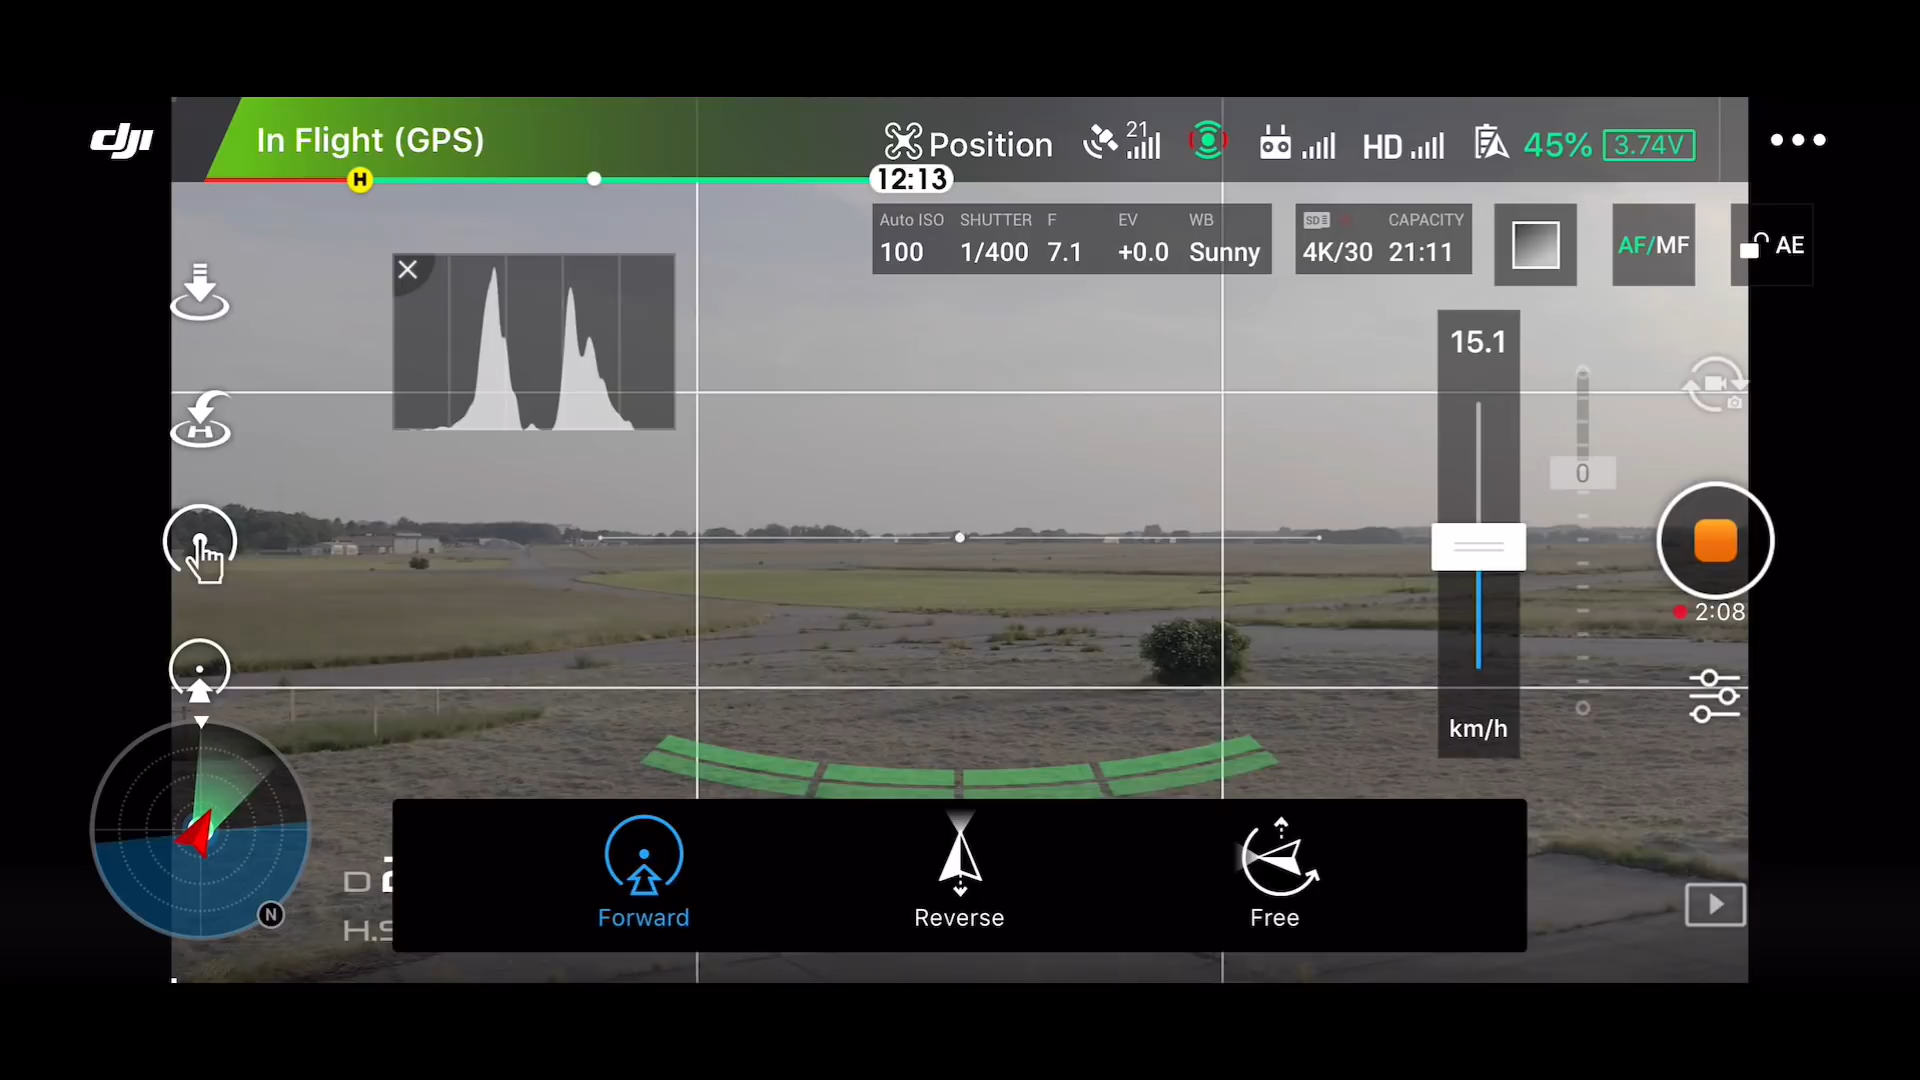 dji
In Flight (GPS)
Position
21
HD
45%
3.74V
H
12:13
Auto ISO SHUTTER F EV WB
100 1/400 7.1 +0.0 Sunny
SD CAPACITY
4K/30 21:11
AF/MF
AE
15.1
0
H
2:08
km/h
N
D
H.S
Forward
Reverse
Free